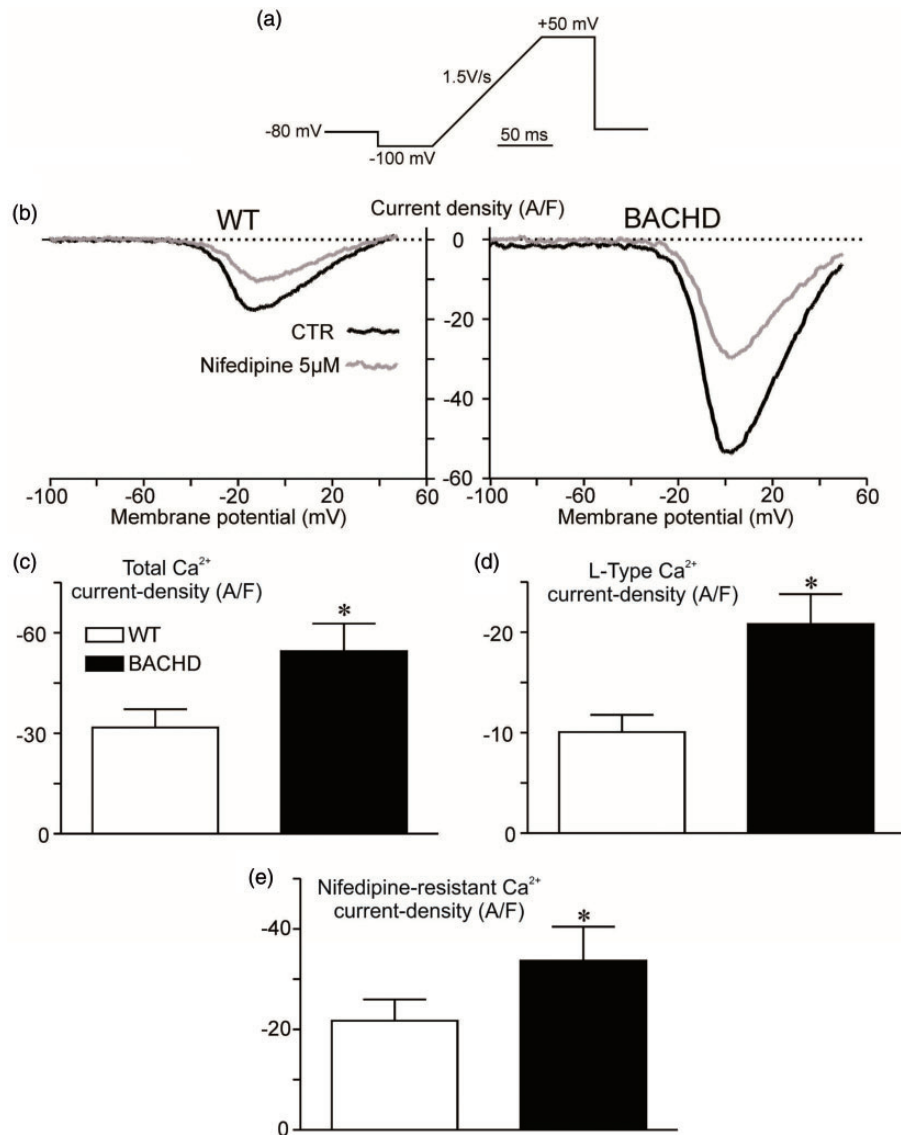 (a)
+50 mV
1.5V/s
-80 mV
-100 mV
50 ms
(b)
WT
Current density (A/F)
BACHD
0
-20
-40
-60
CTR
Nifedipine 5µM
-100 -60 -20 20 60
Membrane potential (mV)
-100 -60 -20 20 60
Membrane potential (mV)
(c)
Total Ca²⁺
current-density (A/F)
-60
-30
0
WT
BACHD
*
(d)
L-Type Ca²⁺
current-density (A/F)
-20
-10
0
*
(e)
Nifedipine-resistant Ca²⁺
current-density (A/F)
-40
-20
0
*